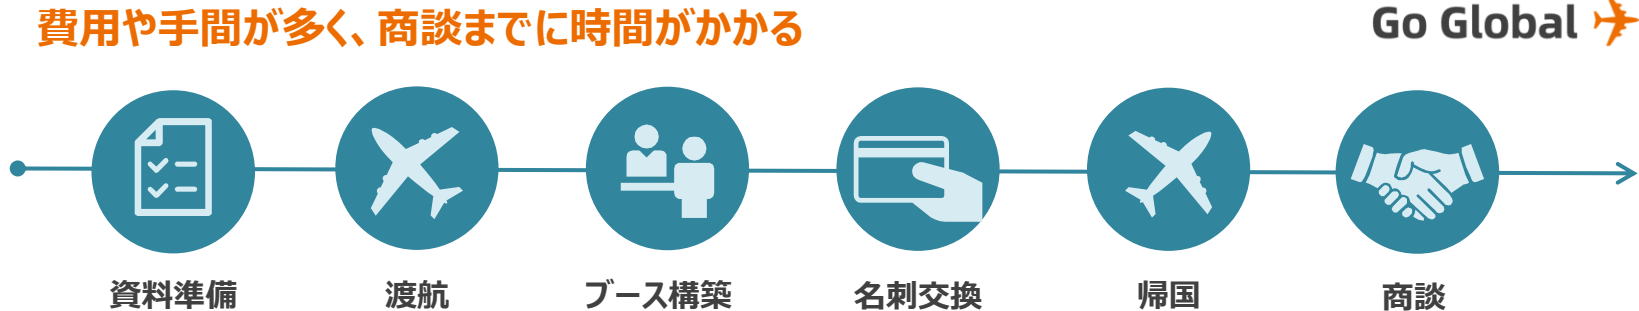 費用や手間が多く、商談までに時間がかかる
Go Global
資料準備
渡航
ブース構築
名刺交換
帰国
商談